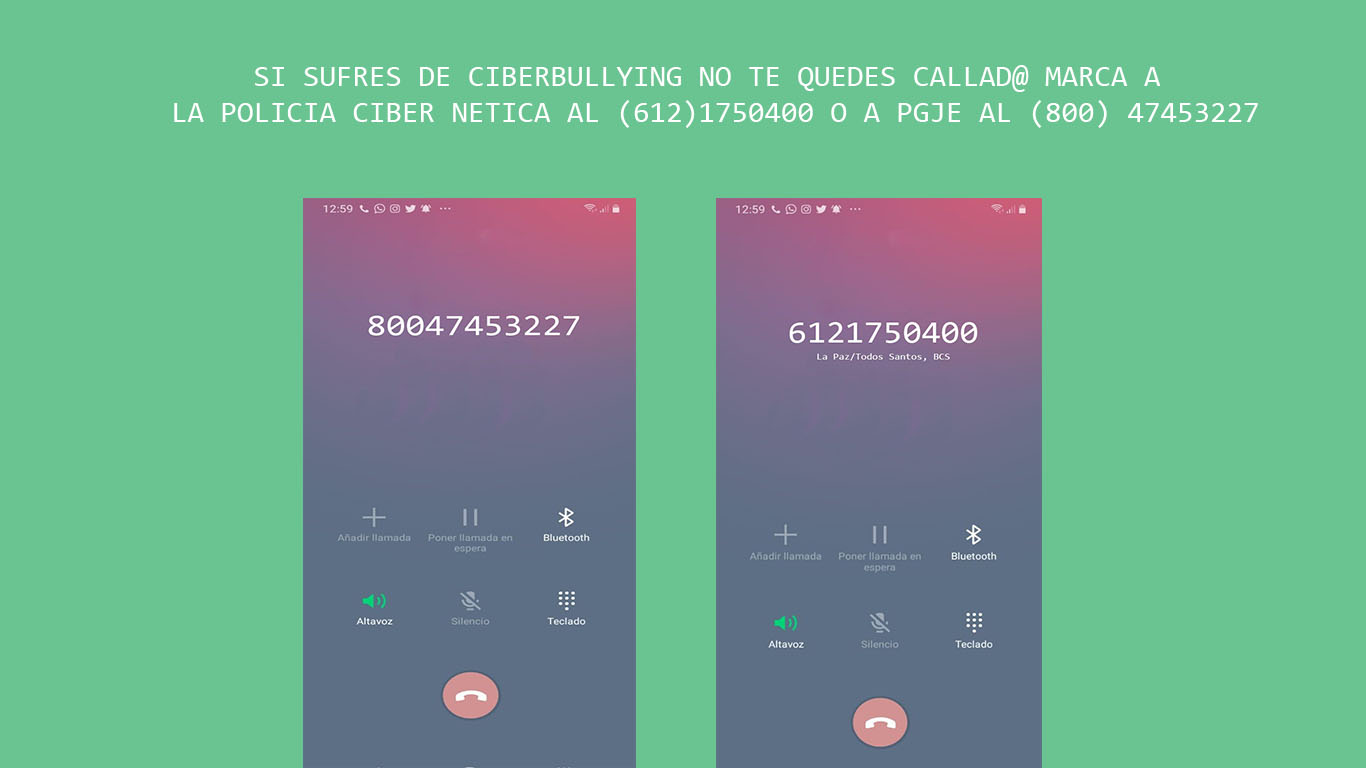 SI SUFRES DE CIBERBULLYING NO TE QUEDES CALLAD@ MARCA A
LA POLICIA CIBER NETICA AL (612)1750400 O A PGJE AL (800) 47453227
12:59
80047453227
Añadir llamada
Poner llamada en
espera
Bluetooth
Altavoz
Silencio
Teclado
12:59
6121750400
La Paz/Todos Santos, BCS
Añadir llamada
Poner llamada en
espera
Bluetooth
Altavoz
Silencio
Teclado